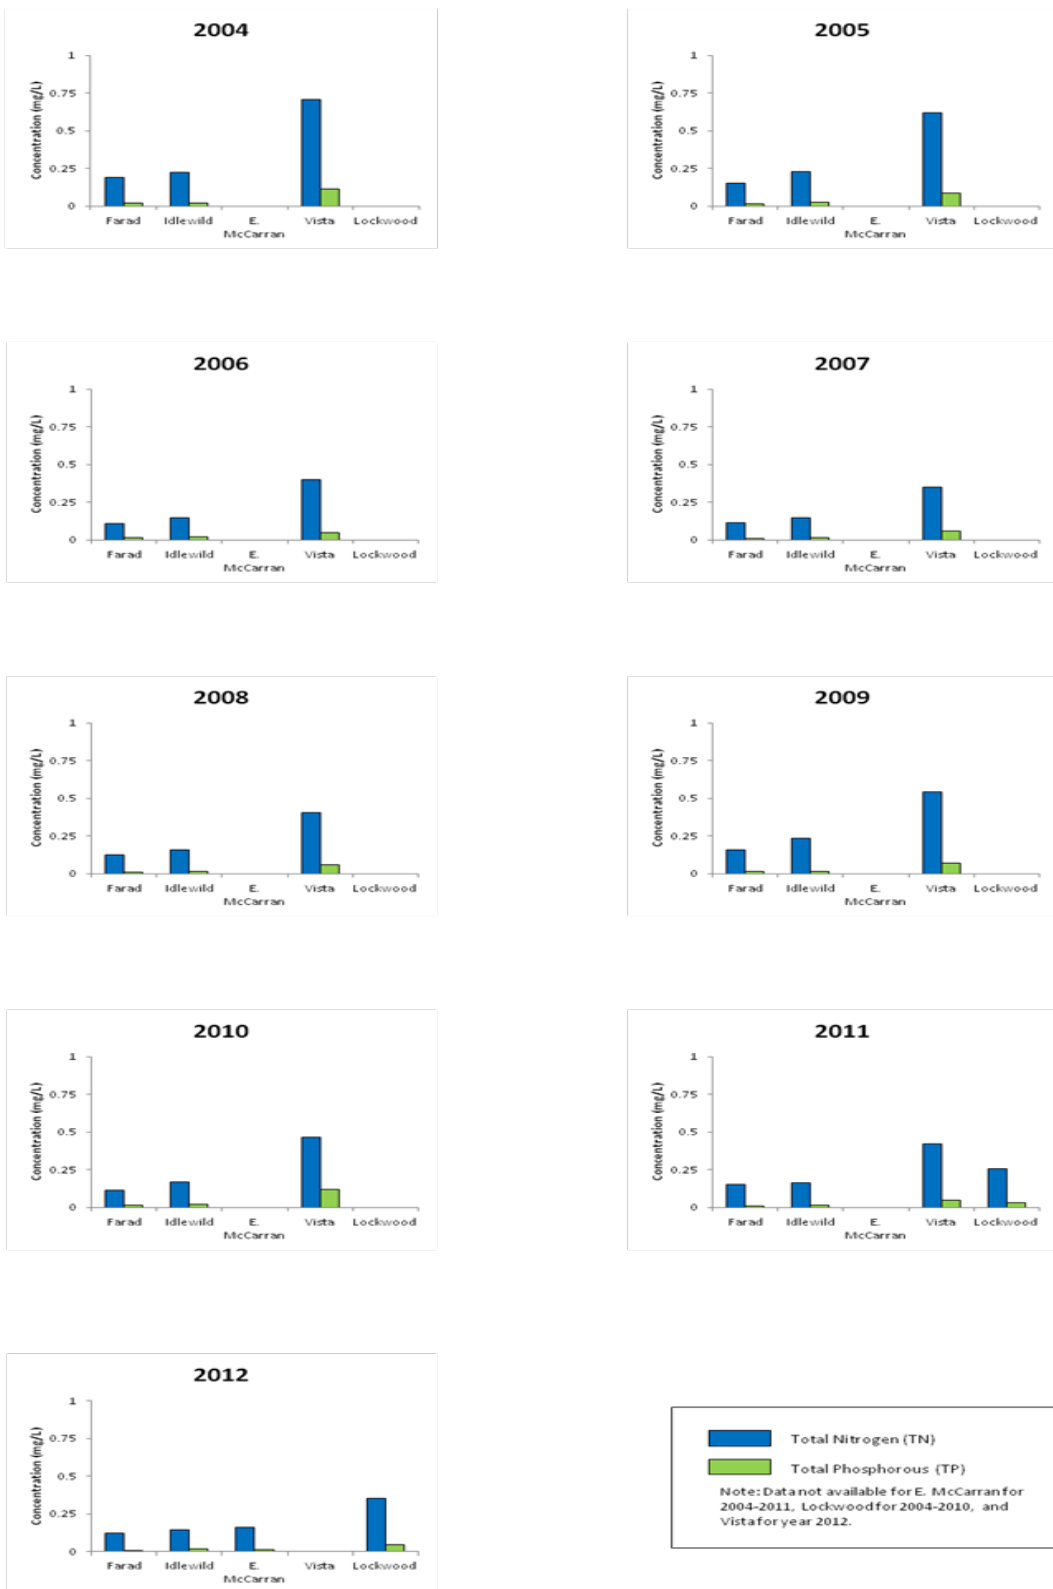 2004
1
0.75
0.5
0.25
0
Concentration (mg/L)
Farad Idlewild E. McCarran Vista Lockwood
2005
1
0.75
0.5
0.25
0
Concentration (mg/L)
Farad Idlewild E. McCarran Vista Lockwood
2006
1
0.75
0.5
0.25
0
Concentration (mg/L)
Farad Idlewild E. McCarran Vista Lockwood
2007
1
0.75
0.5
0.25
0
Concentration (mg/L)
Farad Idlewild E. McCarran Vista Lockwood
2008
1
0.75
0.5
0.25
0
Concentration (mg/L)
Farad Idlewild E. McCarran Vista Lockwood
2009
1
0.75
0.5
0.25
0
Concentration (mg/L)
Farad Idlewild E. McCarran Vista Lockwood
2010
1
0.75
0.5
0.25
0
Concentration (mg/L)
Farad Idlewild E. McCarran Vista Lockwood
2011
1
0.75
0.5
0.25
0
Concentration (mg/L)
Farad Idlewild E. McCarran Vista Lockwood
2012
1
0.75
0.5
0.25
0
Concentration (mg/L)
Farad Idlewild E. McCarran Vista Lockwood
Total Nitrogen (TN)
Total Phosphorous (TP)
Note: Data not available for E. McCarran for
2004-2011, Lockwood for 2004-2010, and
Vista for year 2012.